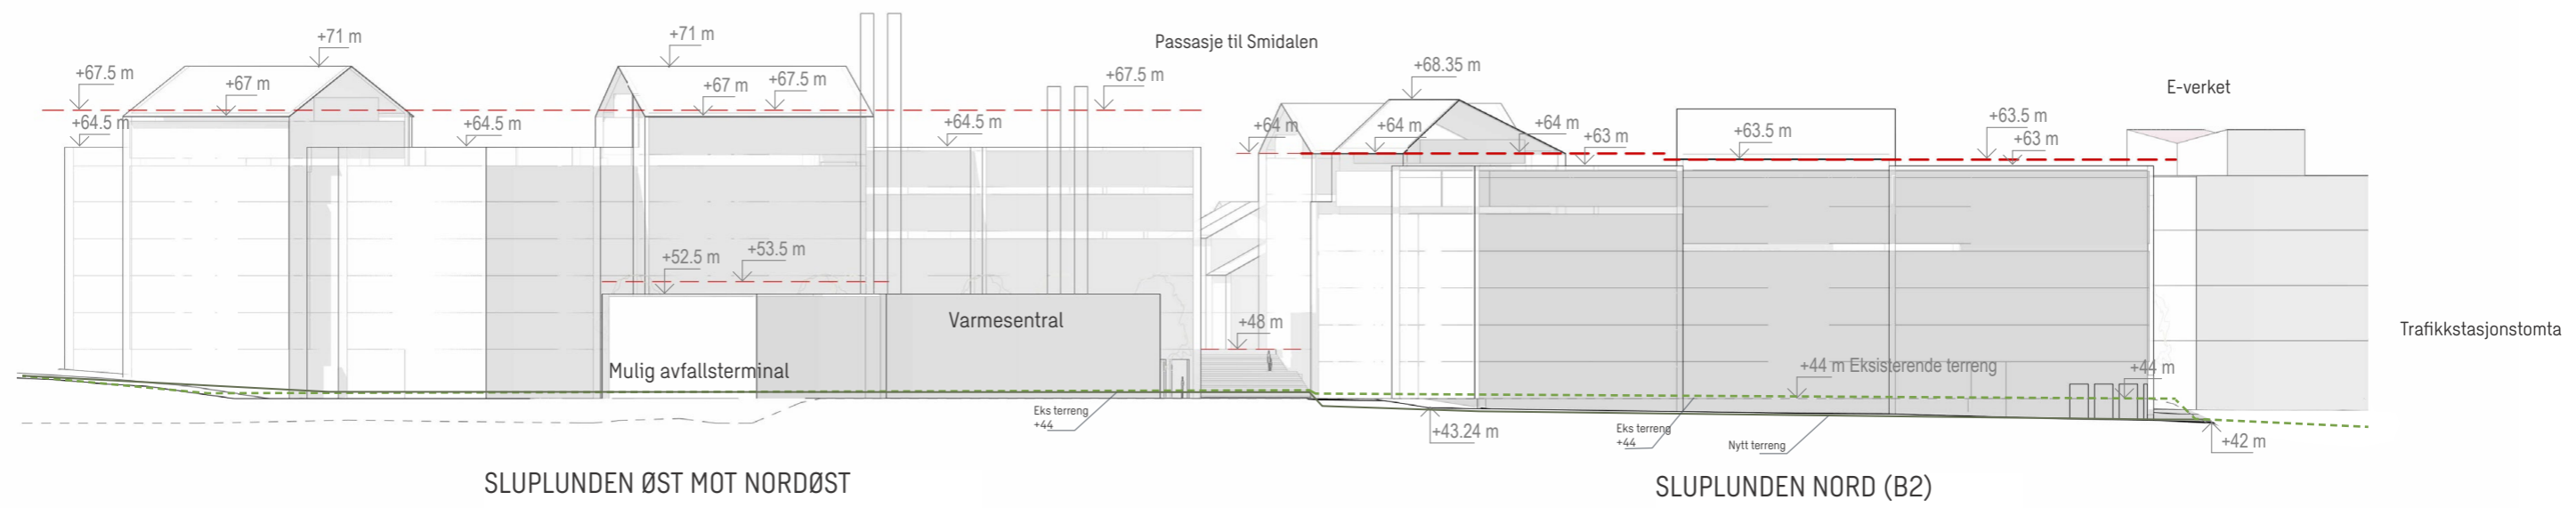 +71 m
+71 m
Passasje til Smidalen
+67.5 m
+67 m
+67 m
+67.5 m
+67.5 m
+68.35 m
E-verket
+64.5 m
+64.5 m
+64.5 m
+64 m
+64 m
+64 m
+63 m
+63.5 m
+63.5 m
+63 m
+52.5 m
+53.5 m
Varmesentral
+48 m
Trafikkstasjonstomta
Mulig avfallsterminal
+44 m Eksisterende terreng
+44 m
Eks terreng
+44
+43.24 m
Eks terreng
+44
Nytt terreng
+42 m
SLUPLUNDEN ØST MOT NORDØST
SLUPLUNDEN NORD (B2)